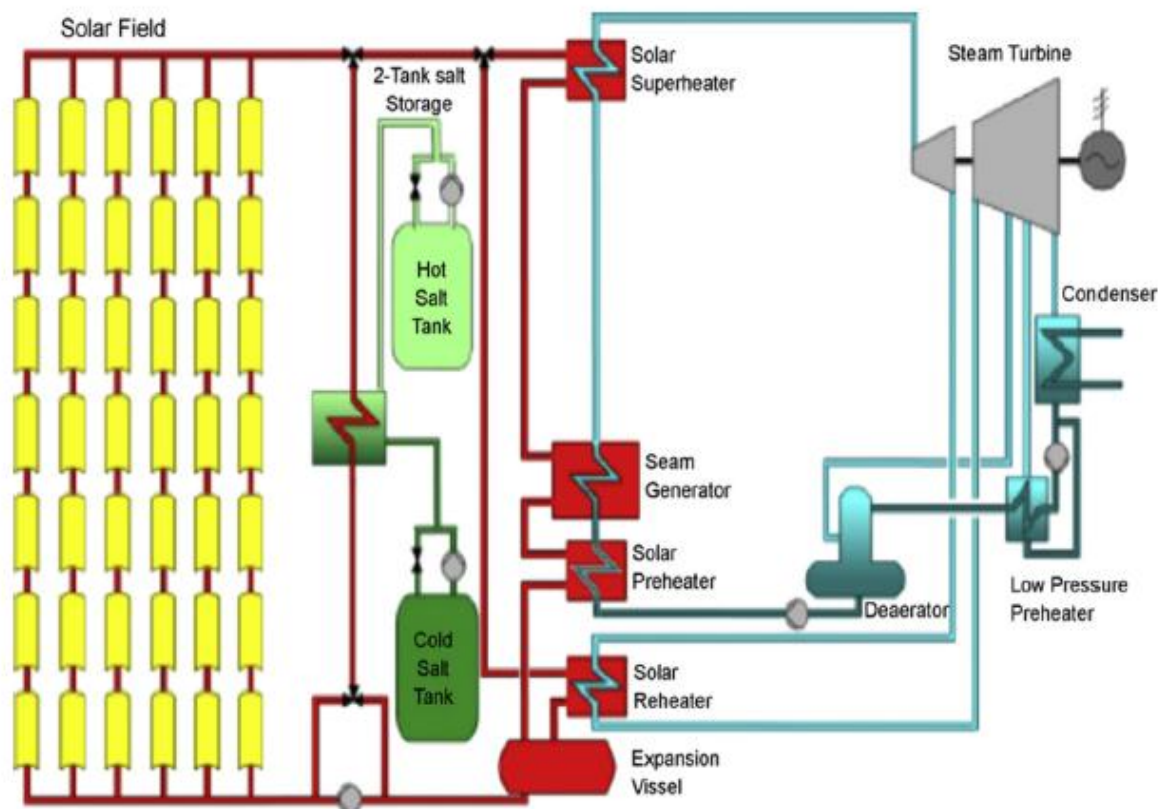 Solar Field
2-Tank salt
Storage
Solar
Superheater
Steam Turbine
Hot
Salt
Tank
Condenser
Seam
Generator
Solar
Preheater
Low Pressure
Preheater
Deaerator
Cold
Salt
Tank
Solar
Reheater
Expansion
Vissel